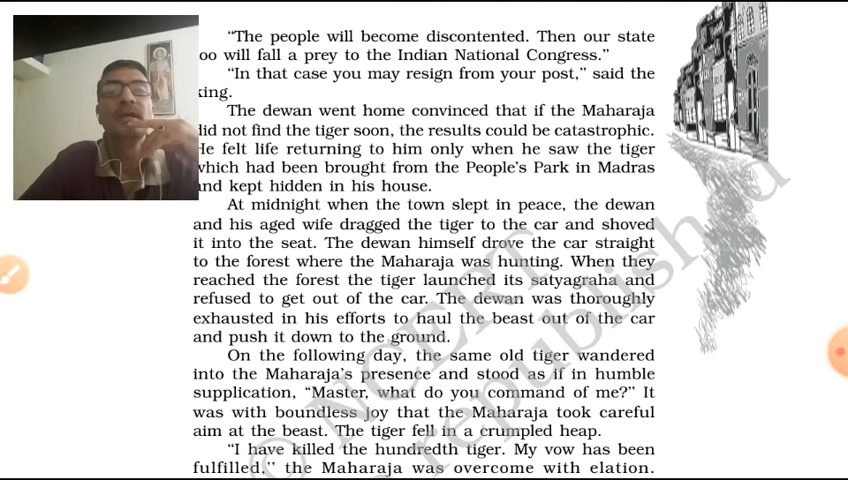 “The people will become discontented. Then our state
oo will fall a prey to the Indian National Congress.”
“In that case you may resign from your post,” said the
king.
The dewan went home convinced that if the Maharaja
did not find the tiger soon, the results could be catastrophic.
He felt life returning to him only when he saw the tiger
which had been brought from the People’s Park in Madras
and kept hidden in his house.
At midnight when the town slept in peace, the dewan
and his aged wife dragged the tiger to the car and shoved
it into the seat. The dewan himself drove the car straight
to the forest where the Maharaja was hunting. When they
reached the forest the tiger launched its satyagraha and
refused to get out of the car. The dewan was thoroughly
exhausted in his efforts to haul the beast out of the car
and push it down to the ground.
On the following day, the same old tiger wandered
into the Maharaja’s presence and stood as if in humble
supplication, “Master, what do you command of me?” It
was with boundless joy that the Maharaja took careful
aim at the beast. The tiger fell in a crumpled heap.
“I have killed the hundredth tiger. My vow has been
fulfilled,” the Maharaja was overcome with elation.
© NCERT
republished